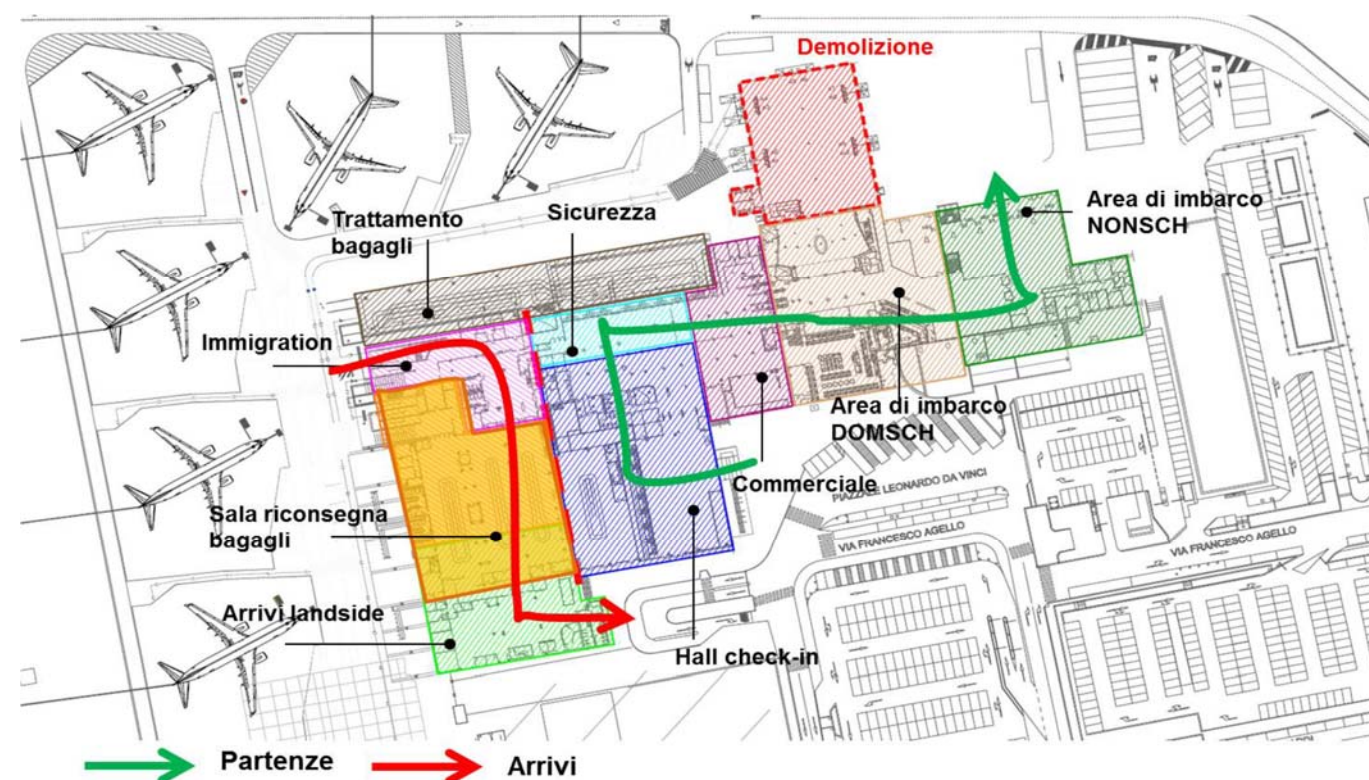 Demolizione
Trattamento
bagagli
Sicurezza
Area di imbarco
NONSCH
Immigration
Area di imbarco
DOMSCH
Commerciale
PIAZZALE LEONARDO DA VINCI
Sala riconsegna
bagagli
VIA FRANCESCO AGELLO
VIA FRANCESCO AGELLO
Arrivi landside
Hall check-in
Partenze
Arrivi